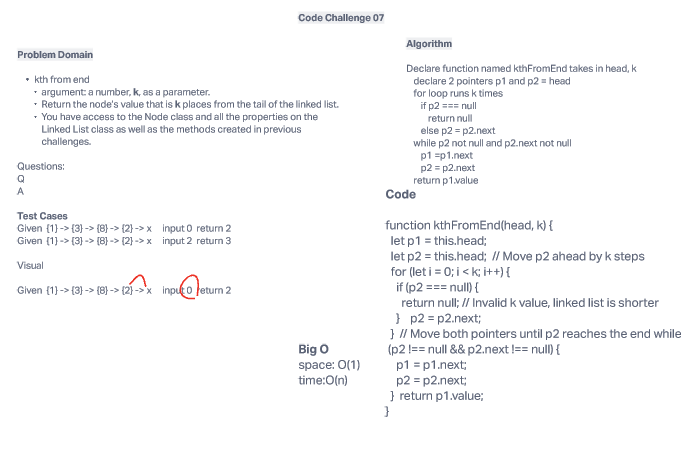 Code Challenge 07
Problem Domain
• kth from end
• argument: a number, k, as a parameter.
• Return the node's value that is k places from the tail of the linked list.
• You have access to the Node class and all the properties on the
Linked List class as well as the methods created in previous
challenges.
Questions:
Q
A
Test Cases
Given {1} -> {3} -> {8} -> {2} -> x input 0 return 2
Given {1} -> {3} -> {8} -> {2} -> x input 2 return 3
Visual
Given {1} -> {3} -> {8} -> {2} -> x input 0 return 2
Big O
space: O(1)
time:O(n)
Algorithm
Declare function named kthFromEnd takes in head, k
declare 2 pointers p1 and p2 = head
for loop runs k times
if p2 === null
return null
else p2 = p2.next
while p2 not null and p2.next not null
p1 =p1.next
p2 = p2.next
return p1.value
Code
function kthFromEnd(head, k) {
let p1 = this.head;
let p2 = this.head; // Move p2 ahead by k steps
for (let i = 0; i < k; i++) {
if (p2 === null) {
return null; // Invalid k value, linked list is shorter
} p2 = p2.next;
} // Move both pointers until p2 reaches the end while
(p2 !== null && p2.next !== null) {
p1 = p1.next;
p2 = p2.next;
} return p1.value;
}